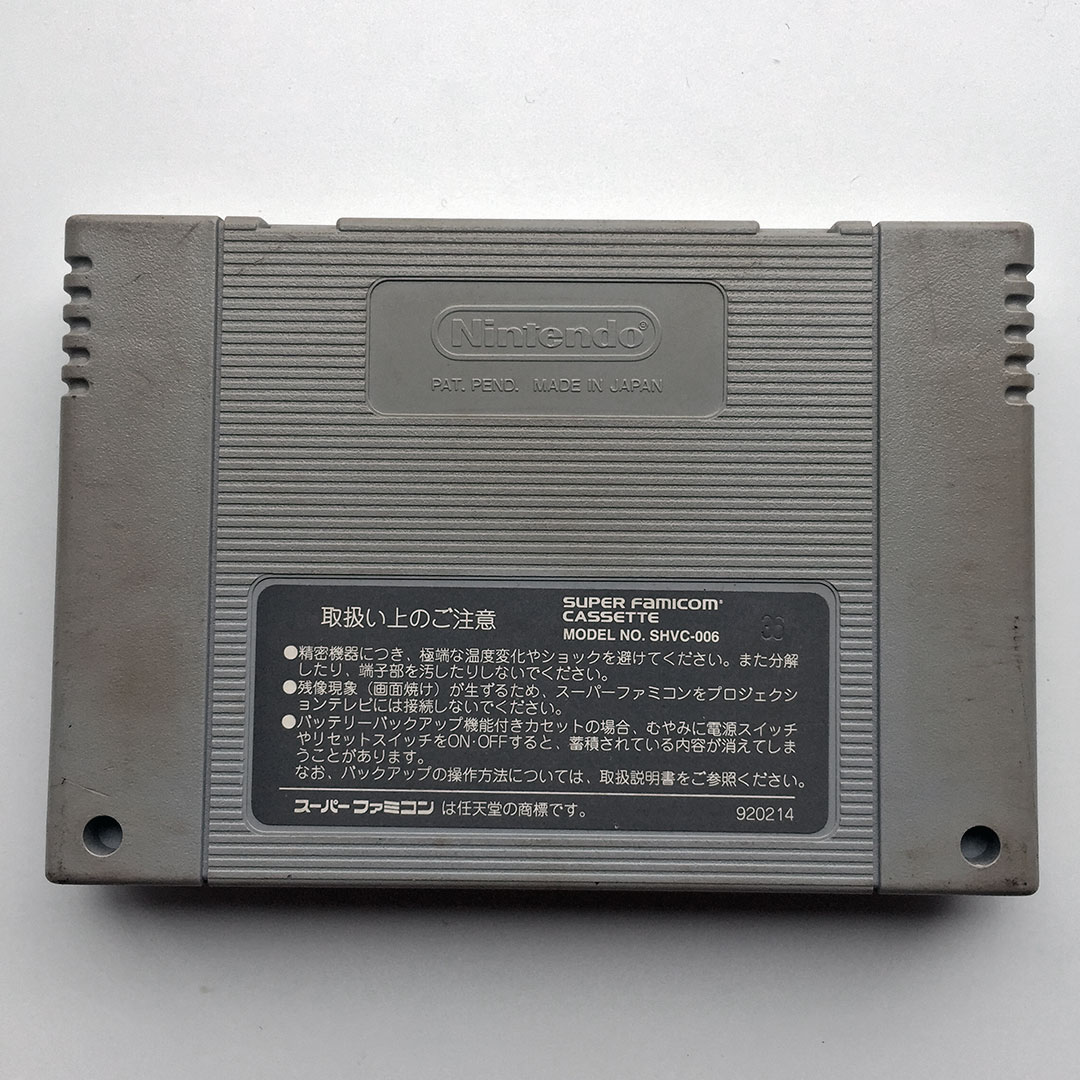 Nintendo®
PAT. PEND. MADE IN JAPAN
取扱い上のご注意
SUPER FAMICOM®
CASSETTE
MODEL NO. SHVC-006
●精密機器につき、極端な温度変化やショックを避けてください。また分解
したり、端子部を汚したりしないでください。
●残像現象（画面焼け）が生ずるため、スーパーファミコンをプロジェクシ
ョンテレビには接続しないでください。
●バッテリーバックアップ機能付きカセットの場合、むやみに電源スイッチ
やリセットスイッチをON·OFFすると、蓄積されている内容が消えてしま
うことがあります。
なお、バックアップの操作方法については、取扱説明書をご参照ください。
スーパーファミコン は任天堂の商標です。
920214